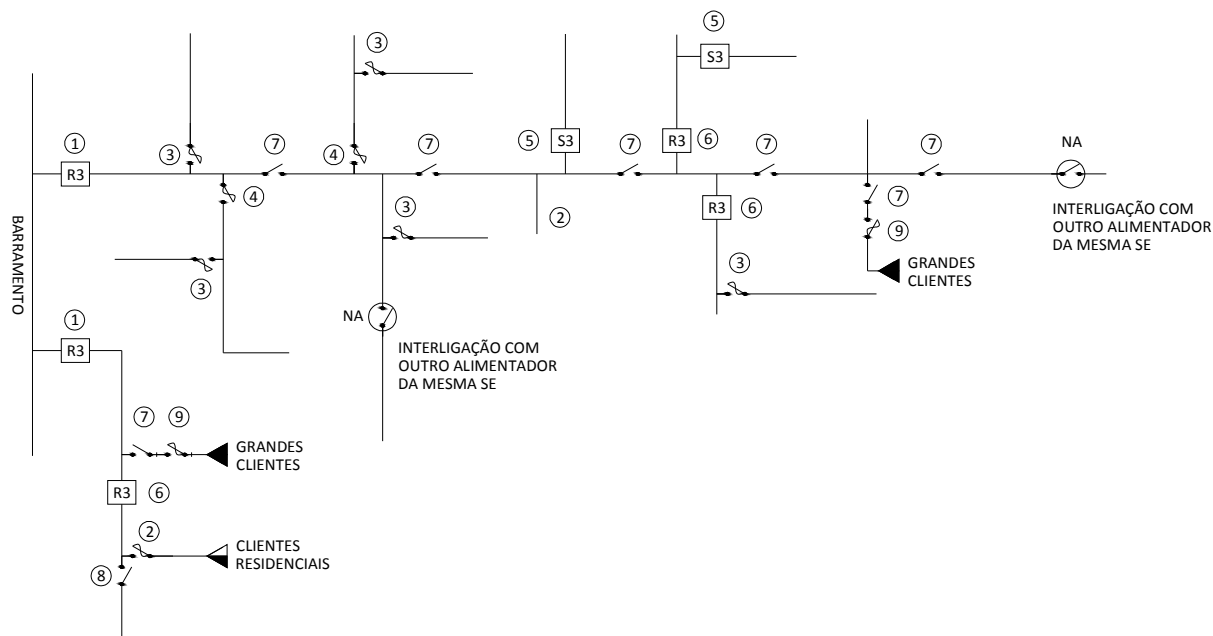 5
3
S3
1
3
7
4
7
5
S3
7
R3
6
7
7
NA
R3
4
3
2
R3
6
7
9
INTERLIGAÇÃO COM
OUTRO ALIMENTADOR
DA MESMA SE
3
3
GRANDES
CLIENTES
BARRAMENTO
1
R3
NA
INTERLIGAÇÃO COM
OUTRO ALIMENTADOR
DA MESMA SE
7
9
GRANDES
CLIENTES
R3
6
2
CLIENTES
RESIDENCIAIS
8